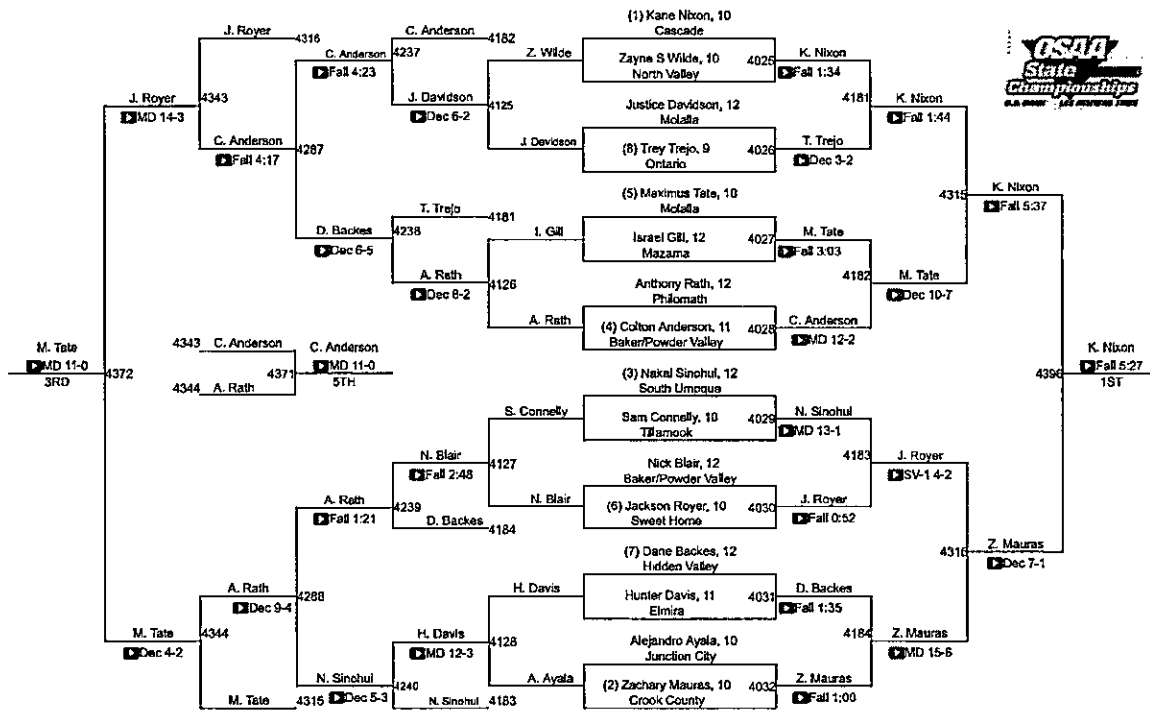 (1) Kane Nixon, 10
Cascade
Zayne S Wilde, 10
North Valley
4025
Justice Davidson, 12
Molalla
(8) Trey Trejo, 9
Ontario
4026
(5) Maximus Tate, 10
Molalla
Israel Gill, 12
Mazama
4027
Anthony Rath, 12
Philomath
(4) Colton Anderson, 11
Baker/Powder Valley
4028
(3) Nakai Sinohui, 12
South Umpqua
Sam Connelly, 10
Tillamook
4029
Nick Blair, 12
Baker/Powder Valley
(6) Jackson Royer, 10
Sweet Home
4030
(7) Dane Backes, 12
Hidden Valley
Hunter Davis, 11
Elmira
4031
Alejandro Ayala, 10
Junction City
(2) Zachary Mauras, 10
Crook County
4032
K. Nixon
Fall 1:34
4181
T. Trejo
Dec 3-2
M. Tate
Fall 3:03
4182
C. Anderson
MD 12-2
N. Sinohui
MD 13-1
4183
J. Royer
Fall 0:52
D. Backes
Fall 1:35
4184
Z. Mauras
Fall 1:08
K. Nixon
Fall 1:44
4315
M. Tate
Dec 10-7
J. Royer
SV-1 4-2
4316
Z. Mauras
MD 15-6
K. Nixon
Fall 5:37
4396
Z. Mauras
Dec 7-1
K. Nixon
Fall 5:27
1ST
OSAA
State
Championships
Z. Wilde
4125
J. Davidson
I. Gill
4126
A. Rath
S. Connelly
4127
N. Blair
H. Davis
4128
A. Ayala
C. Anderson
4182
4237
J. Davidson
Dec 6-2
T. Trejo
4181
4238
A. Rath
Dec 8-2
N. Blair
Fall 2:48
4239
D. Backes
4184
H. Davis
MD 12-3
4240
N. Sinohui
4183
C. Anderson
Fall 4:23
4287
D. Backes
Dec 6-5
A. Rath
Fall 1:21
4288
N. Sinohui
Dec 5-3
J. Royer
4316
4343
C. Anderson
Fall 4:17
A. Rath
Dec 9-4
4344
M. Tate
4315
J. Royer
MD 14-3
4372
M. Tate
Dec 4-2
M. Tate
MD 11-0
3RD
4343
C. Anderson
4371
4344
A. Rath
C. Anderson
MD 11-0
5TH